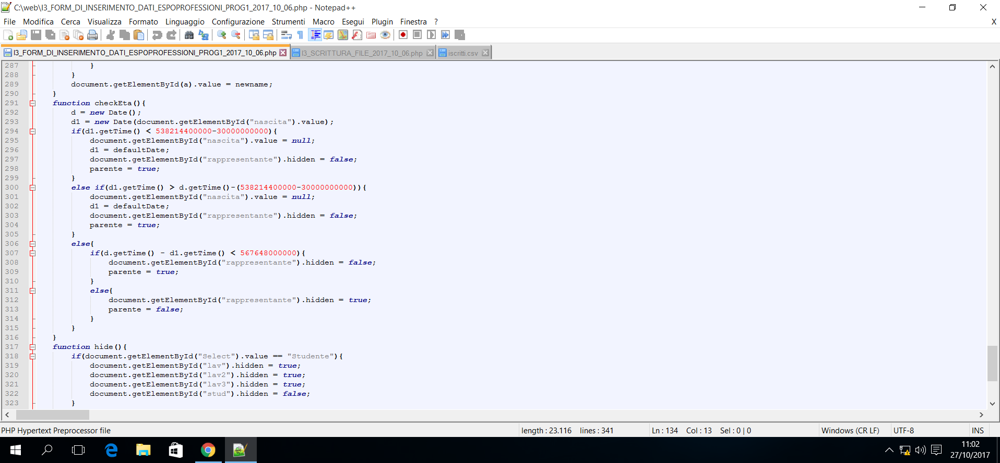 C:\web\I3_FORM_DI_INSERIMENTO_DATI_ESPOPROFESSIONI_PROG1_2017_10_06.php - Notepad++
File Modifica Cerca Visualizza Formato Linguaggio Configurazione Strumenti Macro Esegui Plugin Finestra ? X
I3_FORM_DI_INSERIMENTO_DATI_ESPOPROFESSIONI_PROG1_2017_10_06.php I3_SCRITTURA_FILE_2017_10_06.php iscritti.csv
287 }
288 }
289 document.getElementById(a).value = newname;
290 }
291 function checkEta(){
292 d = new Date();
293 d1 = new Date(document.getElementById("nascita").value);
294 if(d1.getTime() < 538214400000-30000000000){
295 document.getElementById("nascita").value = null;
296 d1 = defaultDate;
297 document.getElementById("rappresentante").hidden = false;
298 parente = true;
299 }
300 else if(d1.getTime() > d.getTime()-(538214400000-30000000000)){
301 document.getElementById("nascita").value = null;
302 d1 = defaultDate;
303 document.getElementById("rappresentante").hidden = false;
304 parente = true;
305 }
306 else{
307 if(d.getTime() - d1.getTime() < 567648000000){
308 document.getElementById("rappresentante").hidden = false;
309 parente = true;
310 }
311 else{
312 document.getElementById("rappresentante").hidden = true;
313 parente = false;
314 }
315 }
316 }
317 function hide(){
318 if(document.getElementById("Select").value == "Studente"){
319 document.getElementById("lav").hidden = true;
320 document.getElementById("lav2").hidden = true;
321 document.getElementById("lav3").hidden = true;
322 document.getElementById("stud").hidden = false;
323 }
PHP Hypertext Preprocessor file length : 23.116 lines : 341 Ln : 134 Col : 13 Sel : 0 | 0 Windows (CR LF) UTF-8 INS
11:02
27/10/2017